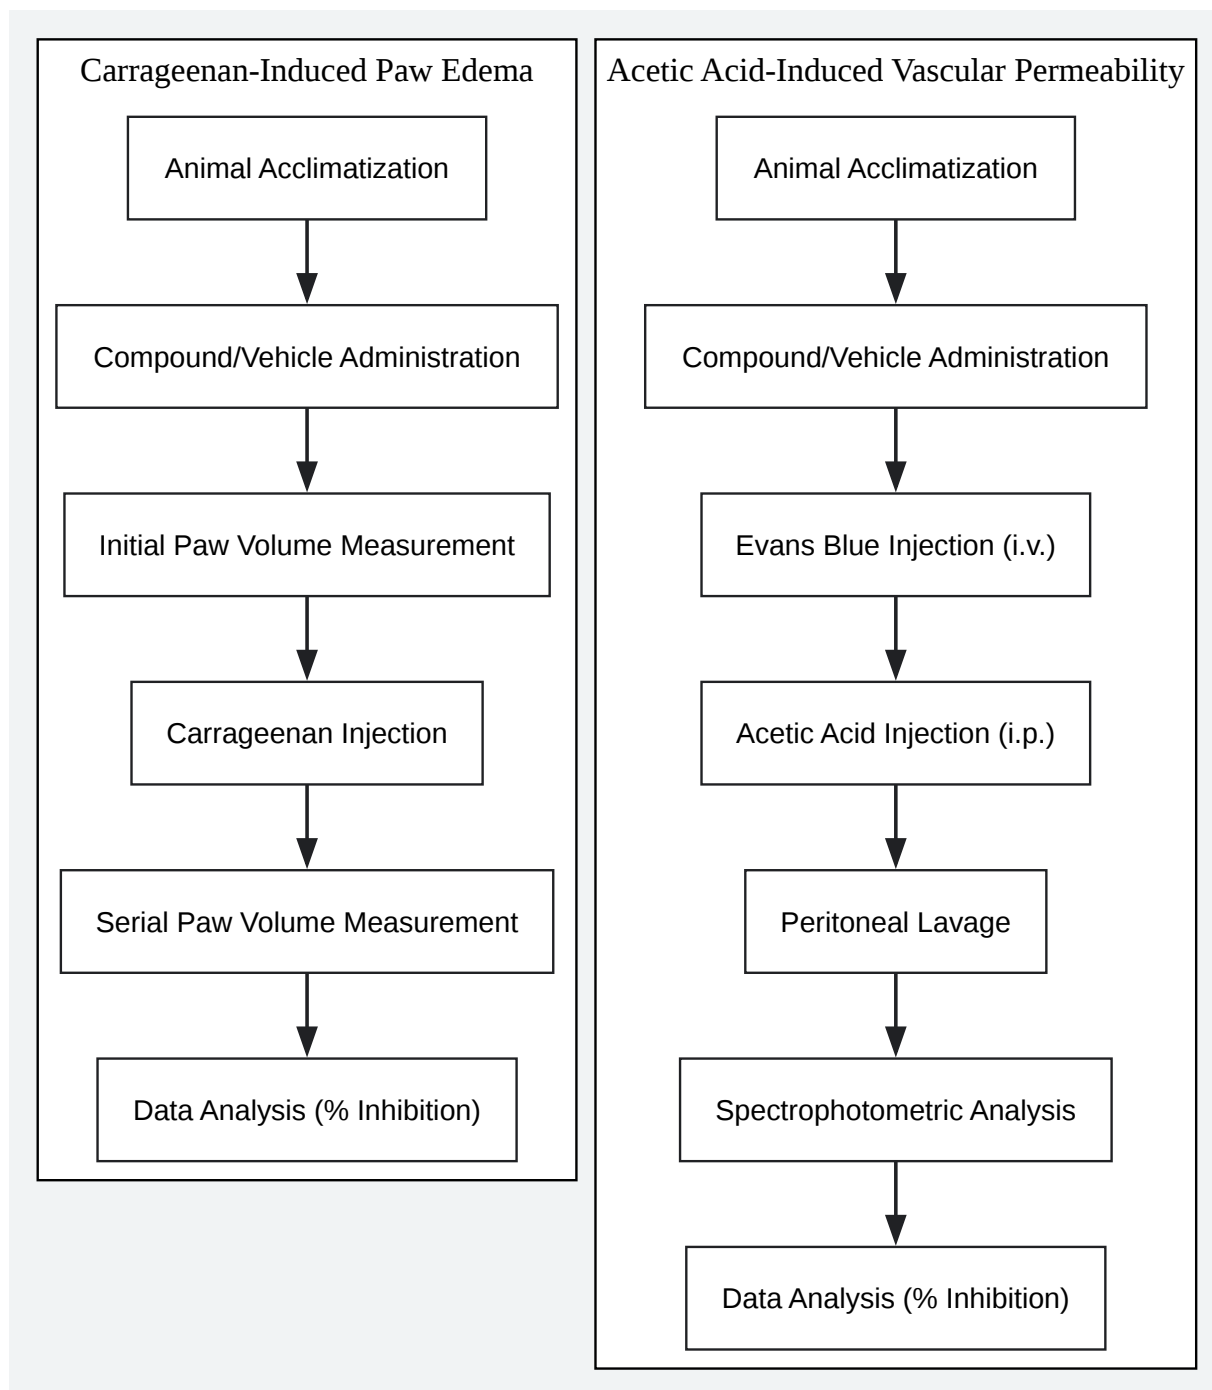 Carrageenan-Induced Paw Edema
Animal Acclimatization
Compound/Vehicle Administration
Initial Paw Volume Measurement
Carrageenan Injection
Serial Paw Volume Measurement
Data Analysis (% Inhibition)
Acetic Acid-Induced Vascular Permeability
Animal Acclimatization
Compound/Vehicle Administration
Evans Blue Injection (i.v.)
Acetic Acid Injection (i.p.)
Peritoneal Lavage
Spectrophotometric Analysis
Data Analysis (% Inhibition)